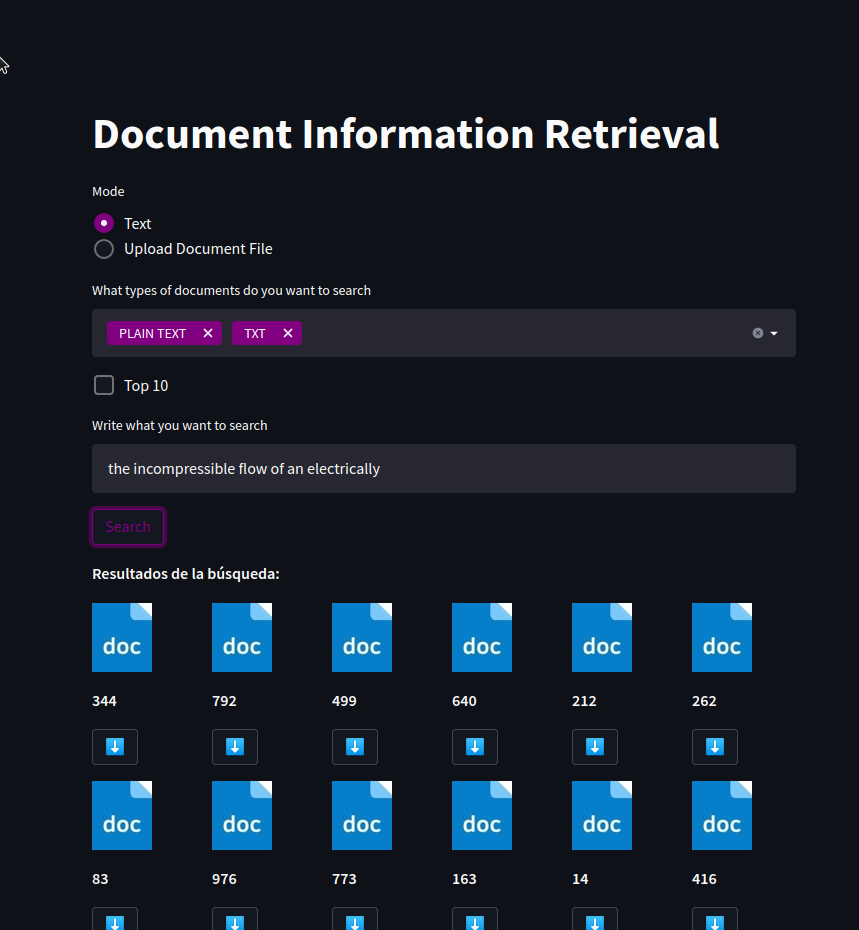 Document Information Retrieval
Mode
Text
Upload Document File
What types of documents do you want to search
PLAIN TEXT TXT
Top 10
Write what you want to search
the incompressible flow of an electrically
Search
Resultados de la búsqueda:
doc doc doc doc doc doc
344 792 499 640 212 262
doc doc doc doc doc doc
83 976 773 163 14 416